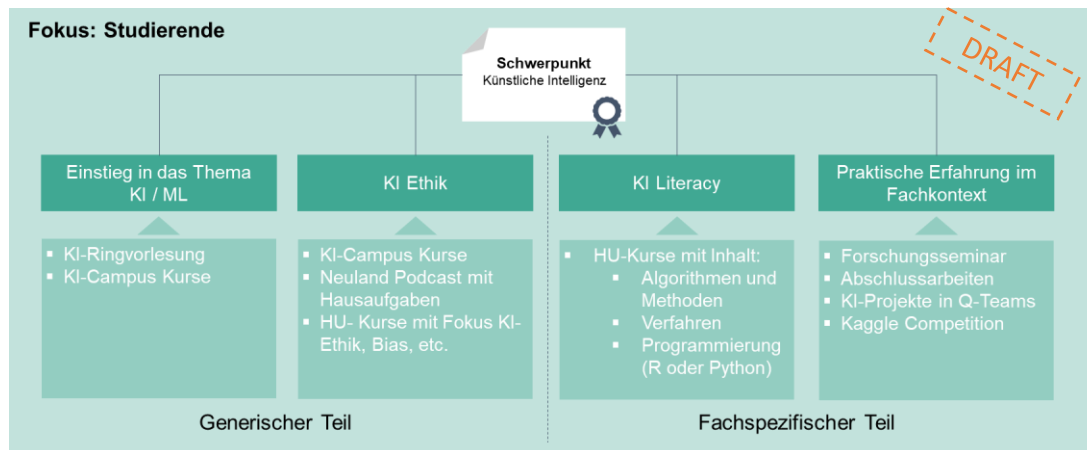 Fokus: Studierende
DRAFT
Schwerpunkt
Künstliche Intelligenz
Einstieg in das Thema
KI / ML
▪ KI-Ringvorlesung
▪ KI-Campus Kurse
KI Ethik
▪ KI-Campus Kurse
▪ Neuland Podcast mit
Hausaufgaben
▪ HU- Kurse mit Fokus KI-
Ethik, Bias, etc.
Generischer Teil
KI Literacy
▪ HU-Kurse mit Inhalt:
▪ Algorithmen und
Methoden
▪ Verfahren
▪ Programmierung
(R oder Python)
Praktische Erfahrung im
Fachkontext
▪ Forschungsseminar
▪ Abschlussarbeiten
▪ KI-Projekte in Q-Teams
▪ Kaggle Competition
Fachspezifischer Teil